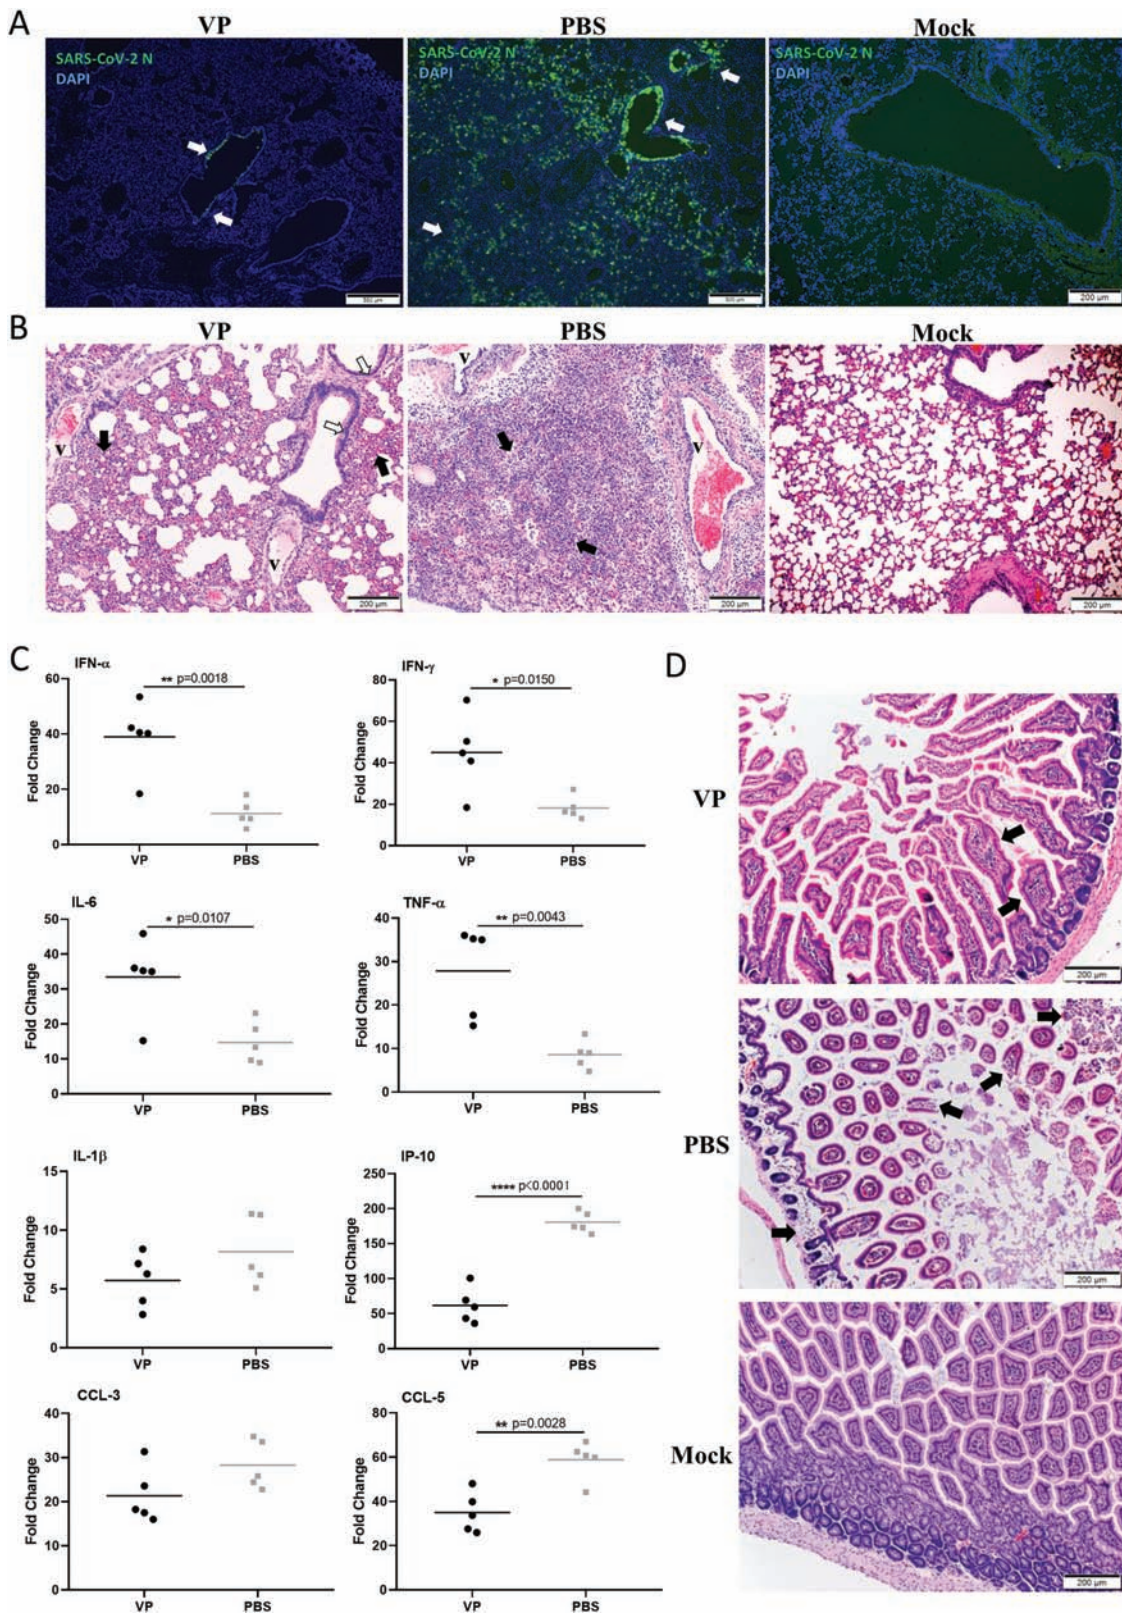 A
VP
PBS
Mock
SARS-CoV-2 N
DAPI
SARS-CoV-2 N
DAPI
SARS-CoV-2 N
DAPI
500 µm
200 µm
B
VP
PBS
Mock
v
v
v
v
200 µm
200 µm
200 µm
C
IFN-α
** p=0.0018
Fold Change
60
40
20
0
VP
PBS
IFN-γ
* p=0.0150
Fold Change
80
60
40
20
0
VP
PBS
IL-6
* p=0.0107
Fold Change
50
40
30
20
10
0
VP
PBS
TNF-α
** p=0.0043
Fold Change
40
30
20
10
0
VP
PBS
IL-1β
Fold Change
15
10
5
0
VP
PBS
IP-10
**** p<0.0001
Fold Change
250
200
150
100
50
0
VP
PBS
CCL-3
Fold Change
40
30
20
10
0
VP
PBS
CCL-5
** p=0.0028
Fold Change
80
60
40
20
0
VP
PBS
D
VP
200 µm
PBS
200 µm
Mock
200 µm